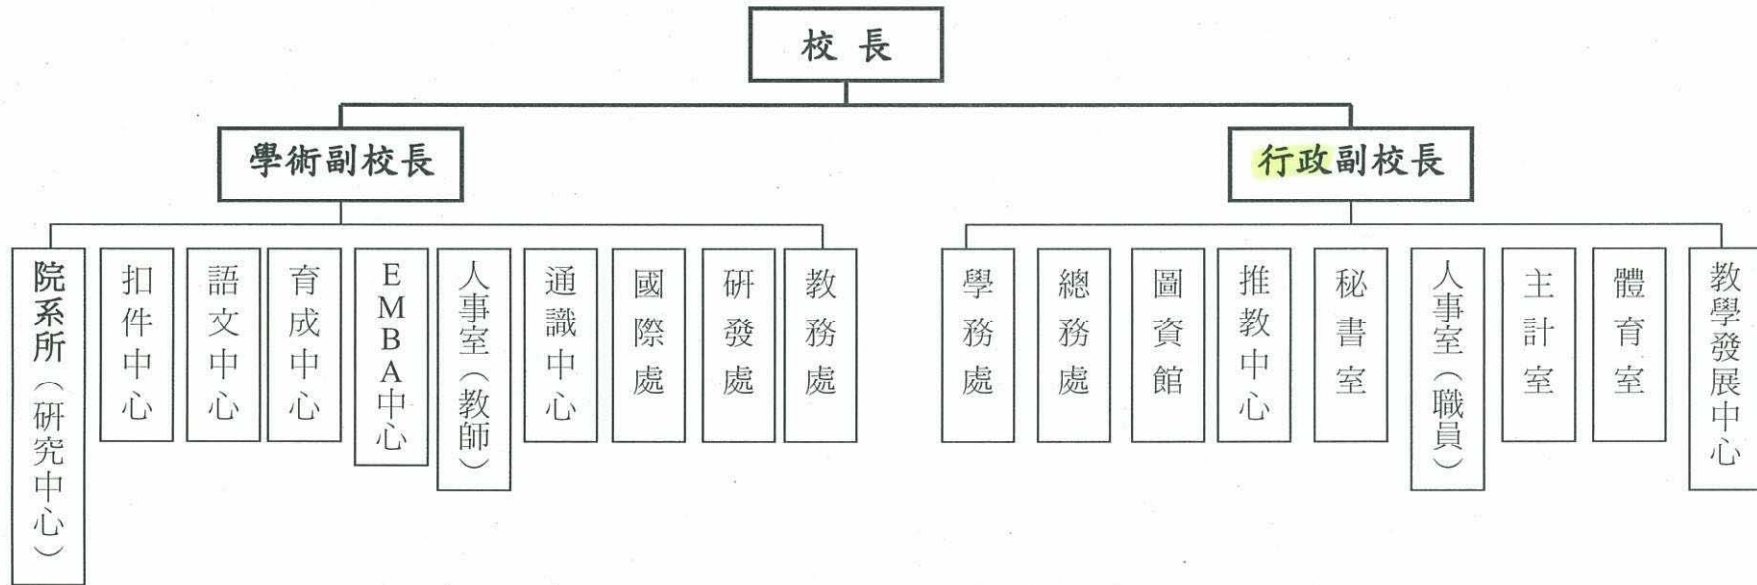 校長
學術副校長
行政副校長
院系所（研究中心）
扣件中心
語文中心
育成中心
EMBA中心
人事室（教師）
通識中心
國際處
研發處
教務處
學務處
總務處
圖資館
推教中心
秘書室
人事室（職員）
主計室
體育室
教學發展中心